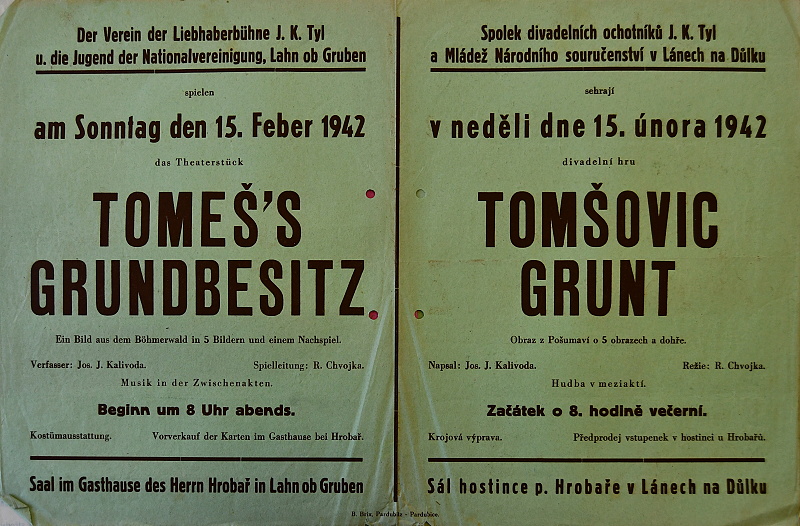 Der Verein der Liebhaberbühne J. K. Tyl
u. die Jugend der Nationalvereinigung, Lahn ob Gruben
spielen
am Sonntag den 15. Feber 1942
das Theaterstück
TOMEŠ'S
GRUNDBESITZ
Ein Bild aus dem Böhmerwald in 5 Bildern und einem Nachspiel.
Verfasser: Jos. J. Kalivoda. Spielleitung: R. Chvojka.
Musik in der Zwischenakten.
Beginn um 8 Uhr abends.
Kostümausstattung. Vorverkauf der Karten im Gasthause bei Hrobař.
Saal im Gasthause des Herrn Hrobař in Lahn ob Gruben
Spolek divadelních ochotníků J. K. Tyl
a Mládež Národního souručenství v Lánech na Důlku
sehrají
v neděli dne 15. února 1942
divadelní hru
TOMŠOVIC
GRUNT
Obraz z Pošumaví o 5 obrazech a dohře.
Napsal: Jos. J. Kalivoda. Režie: R. Chvojka.
Hudba v meziaktí.
Začátek o 8. hodině večerní.
Krojová výprava. Předprodej vstupenek v hostinci u Hrobařů.
Sál hostince p. Hrobaře v Lánech na Důlku
B. Brix, Pardubitz - Pardubice.